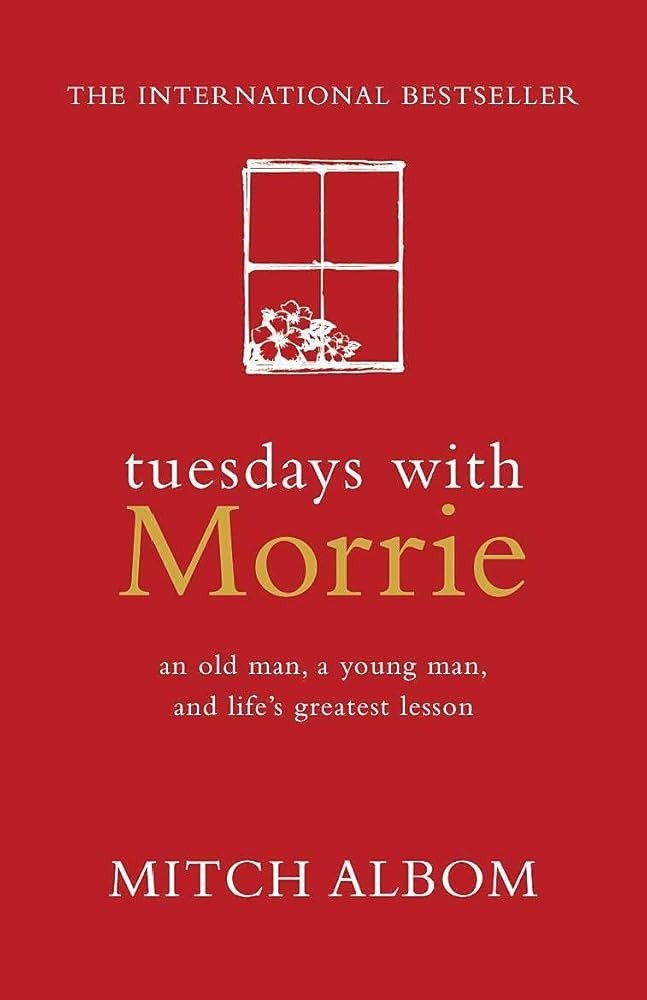 THE INTERNATIONAL BESTSELLER
tuesdays with
Morrie
an old man, a young man,
and life’s greatest lesson
MITCH ALBOM